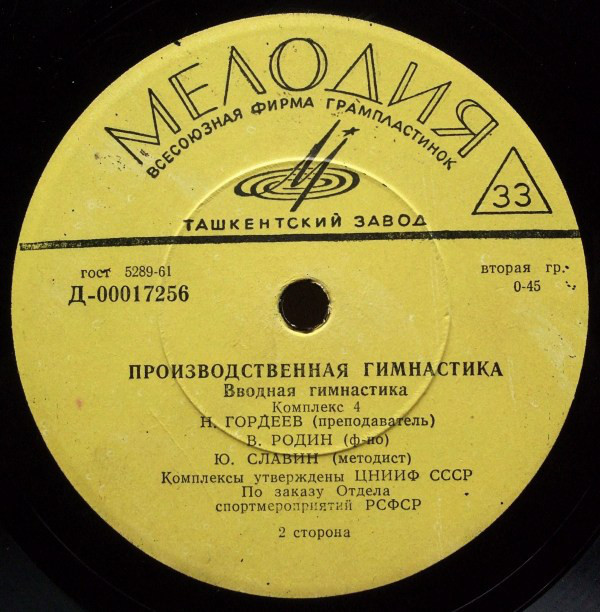 МЕЛОДИЯ
ВСЕСОЮЗНАЯ ФИРМА ГРАМПЛАСТИНОК
33
ТАШКЕНТСКИЙ ЗАВОД
гост 5289-61
вторая гр.
Д-00017256
0-45
ПРОИЗВОДСТВЕННАЯ ГИМНАСТИКА
Вводная гимнастика
Комплекс 4
Н. ГОРДЕЕВ (преподаватель)
В. РОДИН (ф-но)
Ю. СЛАВИН (методист)
Комплексы утверждены ЦНИИФ СССР
По заказу Отдела
спортмероприятий РСФСР
2 сторона